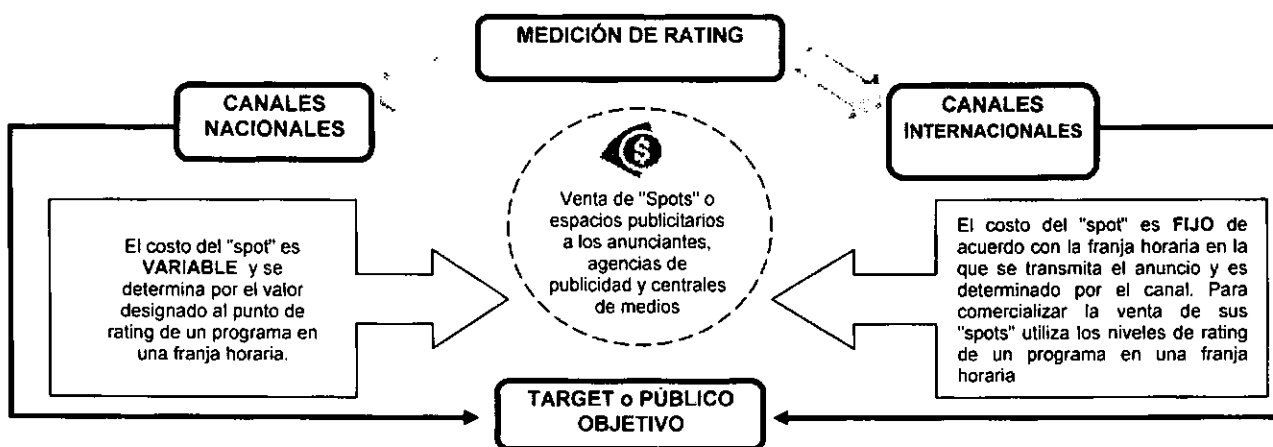 MEDICIÓN DE RATING
CANALES
NACIONALES
CANALES
INTERNACIONALES
$
Venta de "Spots" o
espacios publicitarios
a los anunciantes,
agencias de
publicidad y centrales
de medios
El costo del "spot" es
VARIABLE y se
determina por el valor
designado al punto de
rating de un programa en
una franja horaria.
El costo del "spot" es FIJO de
acuerdo con la franja horaria en la
que se transmita el anuncio y es
determinado por el canal. Para
comercializar la venta de sus
"spots" utiliza los niveles de rating
de un programa en una franja
horaria
TARGET o PÚBLICO
OBJETIVO